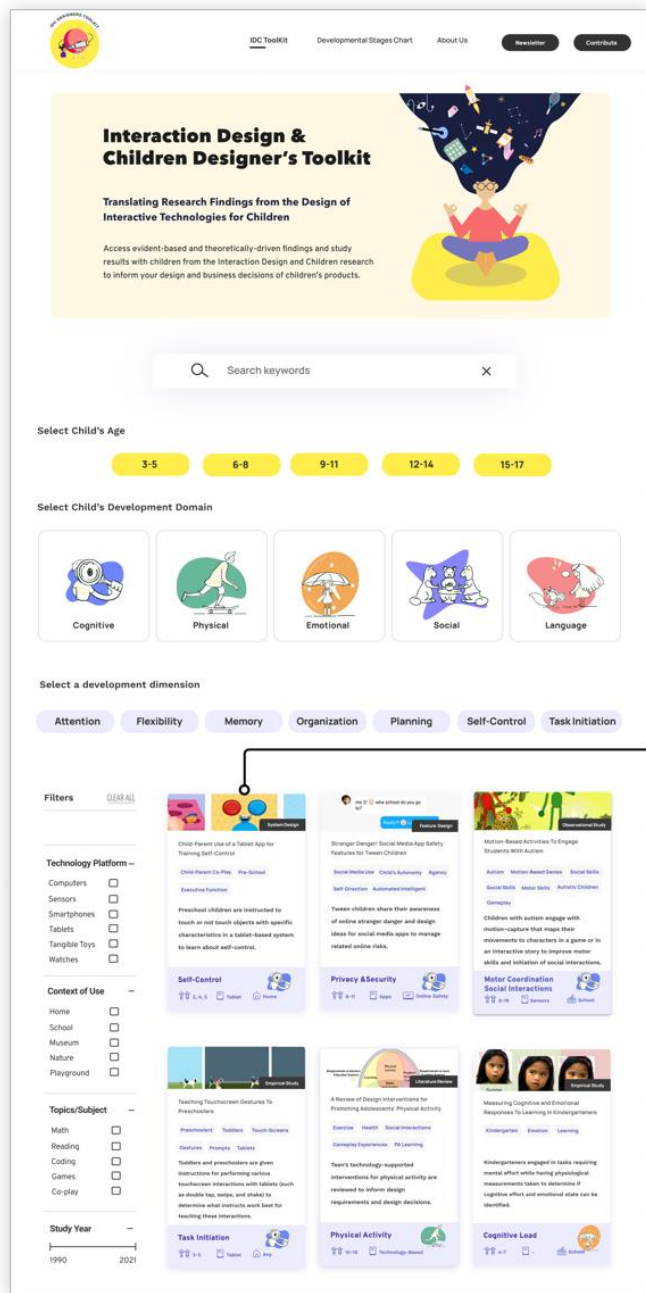 IDC DESIGNERS TOOLKIT
IDC ToolKit
Developmental Stages Chart
About Us
Newsletter
Contribute
Interaction Design &
Children Designer's Toolkit
Translating Research Findings from the Design of
Interactive Technologies for Children
Access evident-based and theoretically-driven findings and study
results with children from the Interaction Design and Children research
to inform your design and business decisions of children's products.
Search keywords
Select Child's Age
3-5
6-8
9-11
12-14
15-17
Select Child's Development Domain
Cognitive
Physical
Emotional
Social
Language
Select a development dimension
Attention
Flexibility
Memory
Organization
Planning
Self-Control
Task Initiation
Filters
CLEAR ALL
Technology Platform –
Computers
Sensors
Smartphones
Tablets
Tangible Toys
Watches
Context of Use –
Home
School
Museum
Nature
Playground
Topics/Subject –
Math
Reading
Coding
Games
Co-play
Study Year –
1990
2021
System Design
Child-Parent Use of a Tablet App for
Training Self-Control
Child-Parent Co-Play
Pre-School
Executive Function
Preschool children are instructed to
touch or not touch objects with specific
characteristics in a tablet-based system
to learn about self-control.
Self-Control
3, 4, 5
Tablet
Home
who school do you go
to?
Feature Design
Stranger Danger! Social Media App Safety
Features for Tween Children
Social Media Use
Child's Autonomy
Agency
Self-Direction
Automated Intelligent
Tween children share their awareness
of online stranger danger and design
ideas for social media apps to manage
related online risks.
Privacy &Security
8-11
Apps
Online Safety
Observational Study
Motion-Based Activities To Engage
Students With Autism
Autism
Motion-Based Games
Social Skills
Social Skills
Motor Skills
Autistic Children
Gameplay
Children with autism engage with
motion-capture that maps their
movements to characters in a game or in
an interactive story to improve motor
skills and initiation of social interactions.
Motor Coordination
Social Interactions
Sensors
School
Empirical Study
Teaching Touchscreen Gestures To
Preschoolers
Preschoolers
Toddlers
Touch-Screens
Gestures
Prompts
Tablets
Toddlers and preschoolers are given
instructions for performing various
touchscreen interactions with tablets (such
as double tap, swipe, and shake) to
determine what instructs work best for
teaching these interactions.
Task Initiation
Tablet
Any
Literature Review
A Review of Design Interventions for
Promoting Adolescents' Physical Activity
Exercise
Health
Social Interactions
Gameplay Experiences
PA Learning
Teen's technology-supported
interventions for physical activity are
reviewed to inform design
requirements and design decisions.
Physical Activity
10-18
Technology-Based
Empirical Study
Measuring Cognitive and Emotional
Responses To Learning in Kindergarteners
Kindergarten
Emotion
Learning
Kindergarteners engaged in tasks requiring
mental effort while having physiological
measurements taken to determine if
cognitive effort and emotional state can be
identified.
Cognitive Load
4-7
-
School